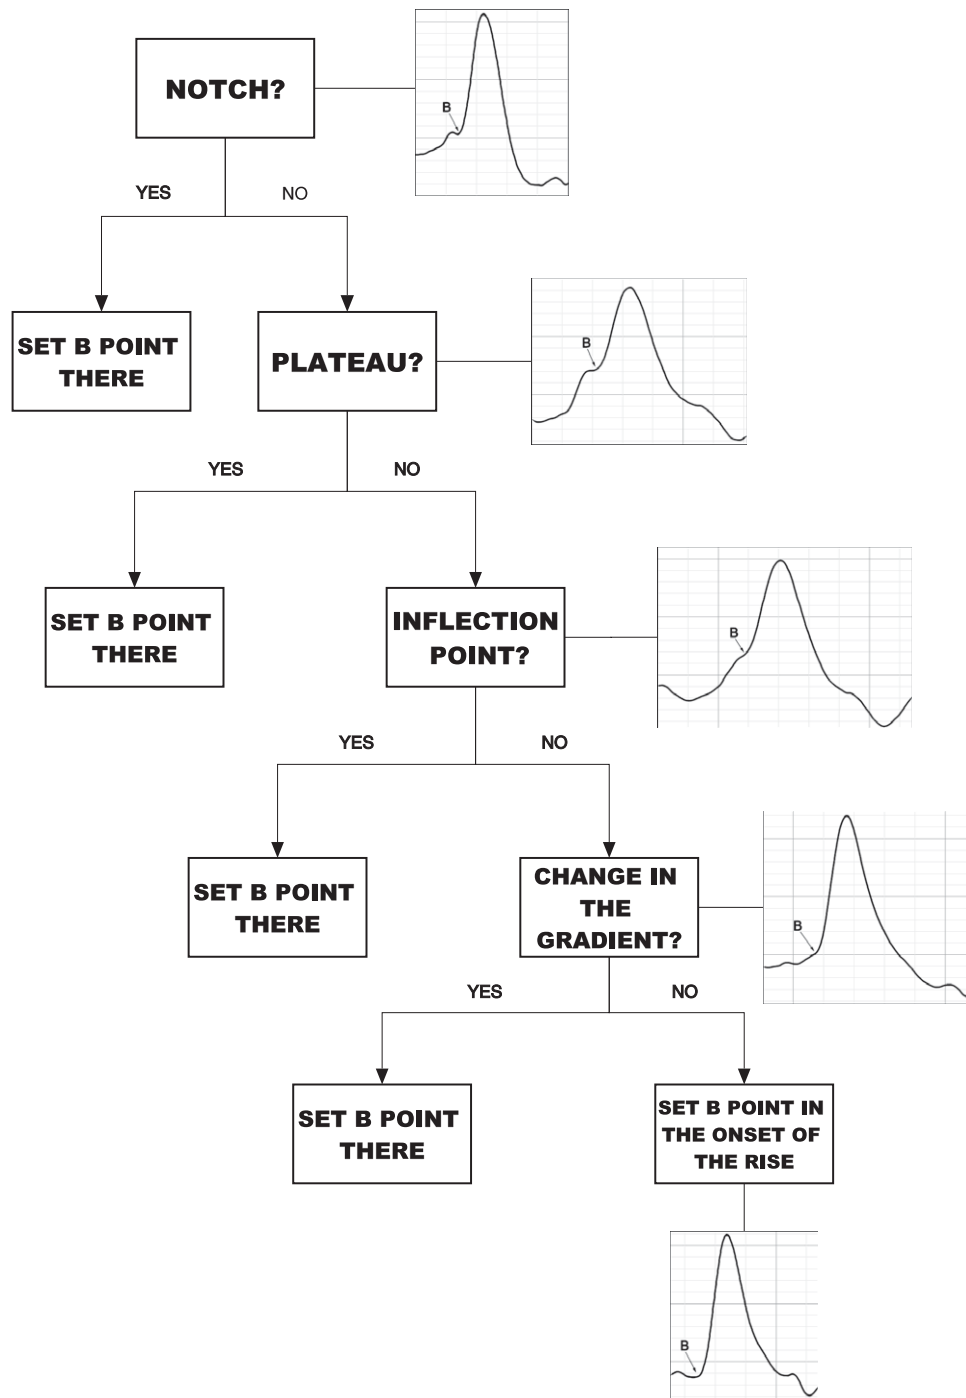 NOTCH?
B
YES
NO
SET B POINT
THERE
PLATEAU?
B
YES
NO
SET B POINT
THERE
INFLECTION
POINT?
B
YES
NO
SET B POINT
THERE
CHANGE IN
THE
GRADIENT?
B
YES
NO
SET B POINT
THERE
SET B POINT IN
THE ONSET OF
THE RISE
B